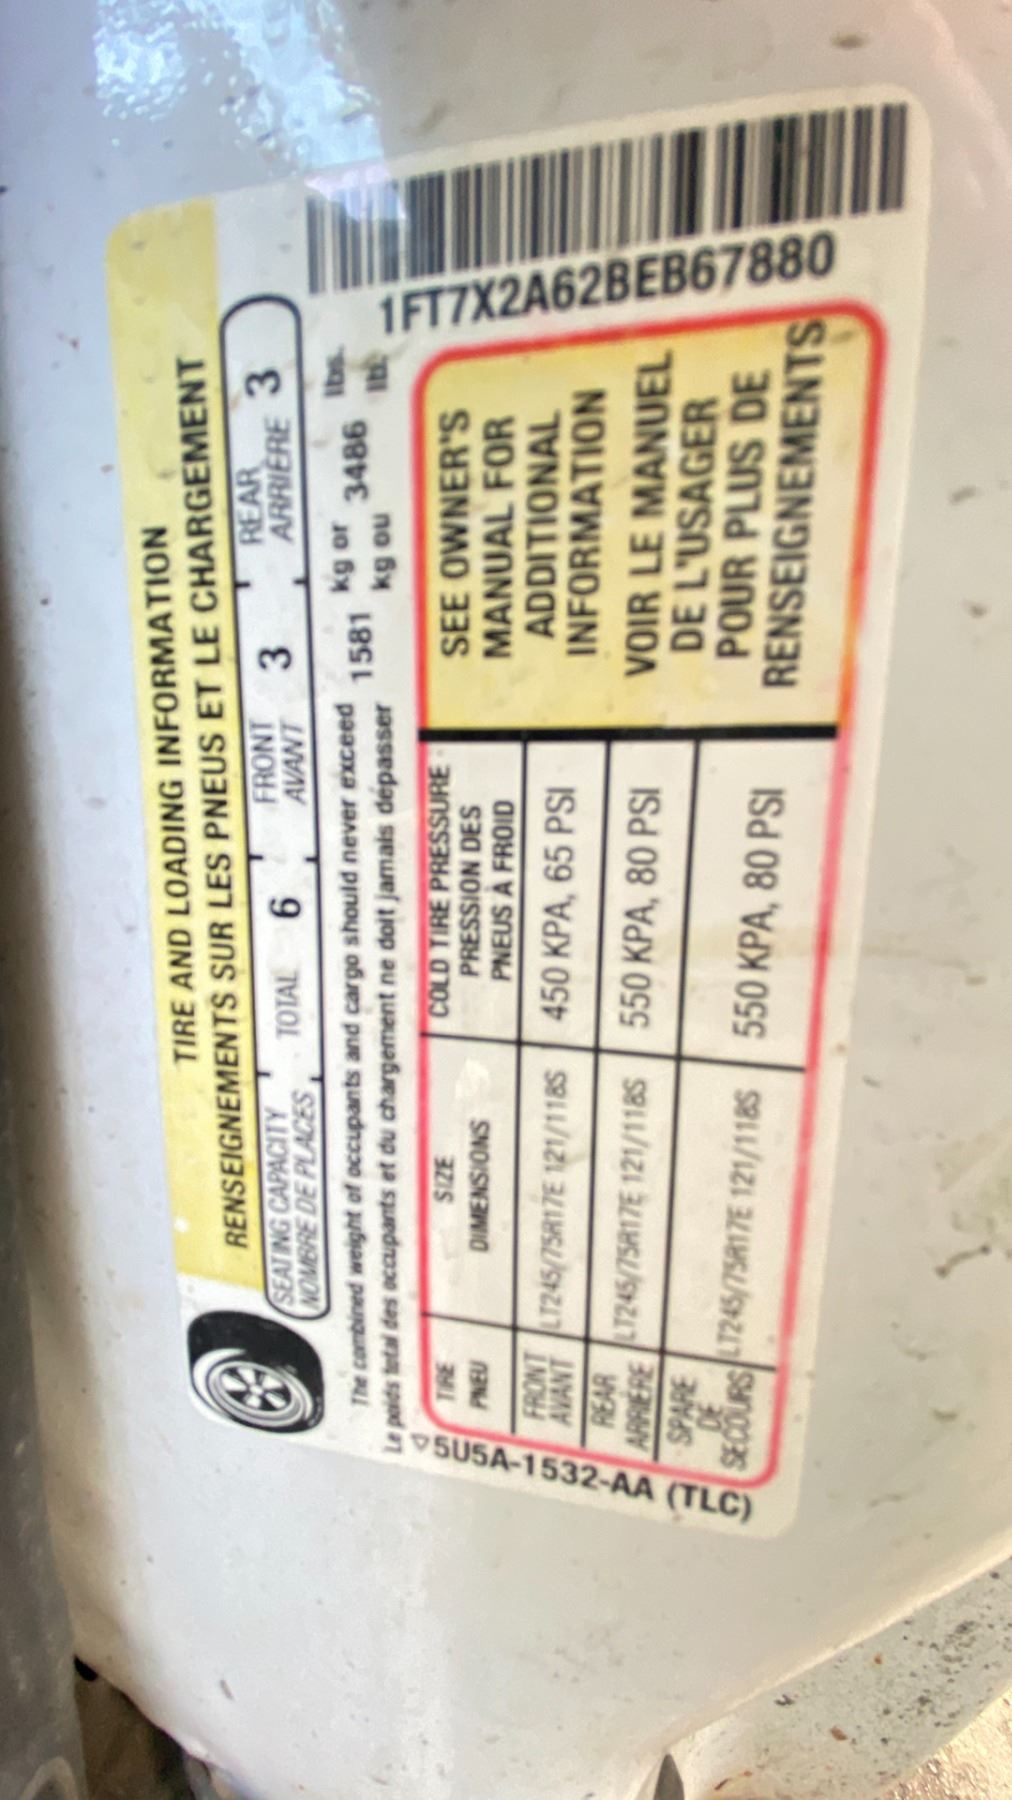 TIRE AND LOADING INFORMATION
RENSEIGNEMENTS SUR LES PNEUS ET LE CHARGEMENT
SEATING CAPACITY TOTAL 6 FRONT 3 REAR 3
NOMBRE DE PLACES AVANT ARRIÈRE
The combined weight of occupants and cargo should never exceed 1581 kg or 3486 lbs.
Le poids total des occupants et du chargement ne doit jamais dépasser kg ou lb.
TIRE SIZE COLD TIRE PRESSURE
PNEU DIMENSIONS PRESSION DES
PNEUS À FROID
FRONT
AVANT LT245/75R17E 121/118S 450 KPA, 65 PSI
REAR
ARRIÈRE LT245/75R17E 121/118S 550 KPA, 80 PSI
SPARE
DE
SECOURS LT245/75R17E 121/118S 550 KPA, 80 PSI
SEE OWNER'S
MANUAL FOR
ADDITIONAL
INFORMATION
VOIR LE MANUEL
DE L'USAGER
POUR PLUS DE
RENSEIGNEMENTS
1FT7X2A62BEB67880
5U5A-1532-AA (TLC)